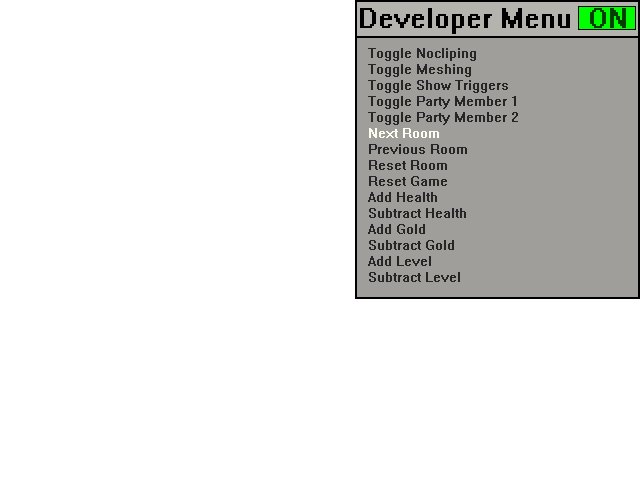 Developer Menu ON
Toggle Nocliping
Toggle Meshing
Toggle Show Triggers
Toggle Party Member 1
Toggle Party Member 2
Next Room
Previous Room
Reset Room
Reset Game
Add Health
Subtract Health
Add Gold
Subtract Gold
Add Level
Subtract Level